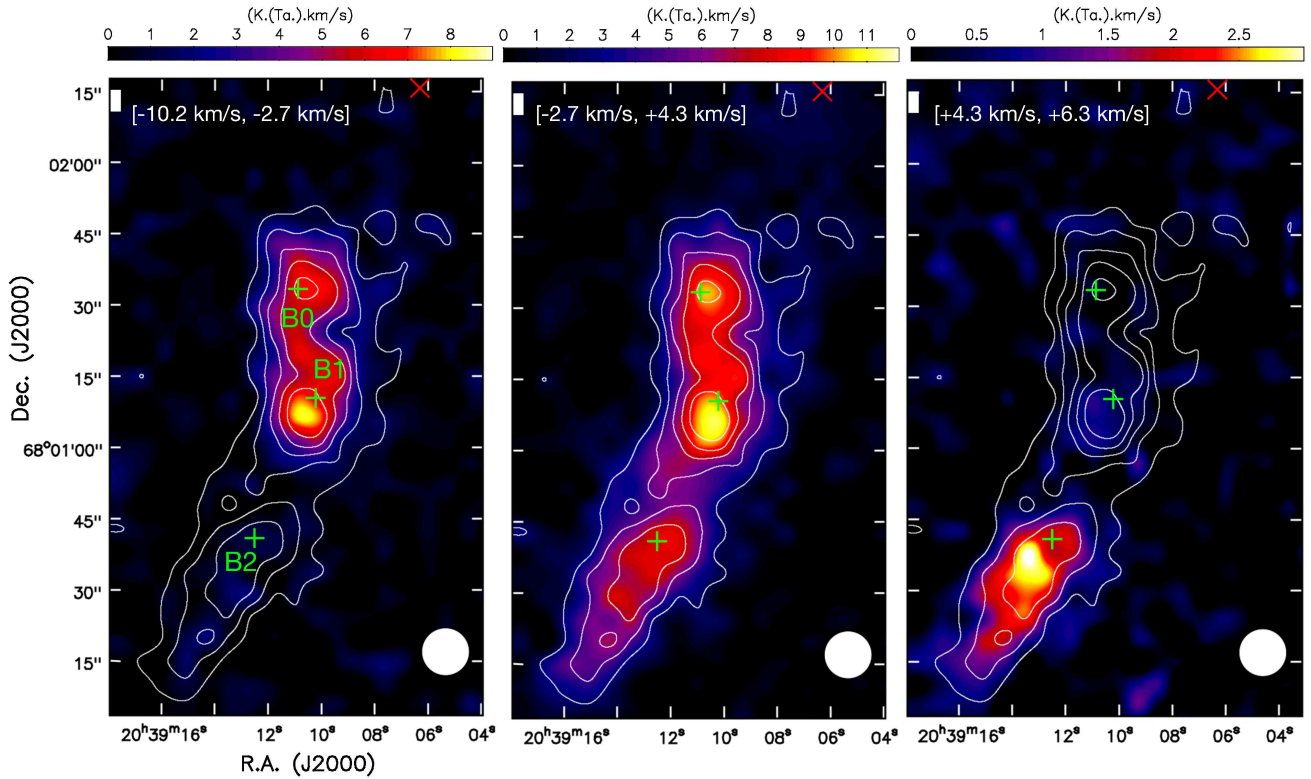 (K.(Ta.).km/s) (K.(Ta.).km/s) (K.(Ta.).km/s)
0 1 2 3 4 5 6 7 8 0 1 2 3 4 5 6 7 8 9 10 11 0 0.5 1 1.5 2 2.5
[-10.2 km/s, -2.7 km/s] [-2.7 km/s, +4.3 km/s] [+4.3 km/s, +6.3 km/s]
15"
02'00"
45"
30"
B0
B1
15"
68°01'00"
45"
B2
30"
15"
Dec. (J2000)
20ʰ39ᵐ16ˢ 12ˢ 10ˢ 08ˢ 06ˢ 04ˢ 20ʰ39ᵐ16ˢ 12ˢ 10ˢ 08ˢ 06ˢ 04ˢ 20ʰ39ᵐ16ˢ 12ˢ 10ˢ 08ˢ 06ˢ 04ˢ
R.A. (J2000)